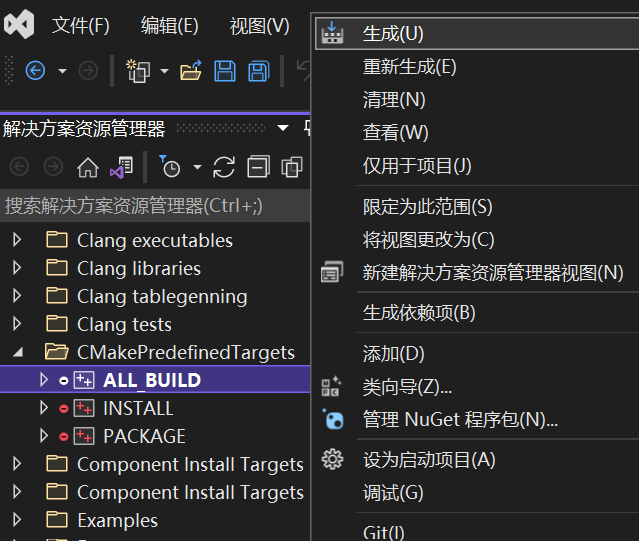 文件(F) 编辑(E) 视图(V)
解决方案资源管理器
搜索解决方案资源管理器(Ctrl+;)
Clang executables
Clang libraries
Clang tablegenning
Clang tests
CMakePredefinedTargets
ALL_BUILD
INSTALL
PACKAGE
Component Install Targets
Component Install Targets
Examples
生成(U)
重新生成(E)
清理(N)
查看(W)
仅用于项目(J)
限定为此范围(S)
将视图更改为(C)
新建解决方案资源管理器视图(N)
生成依赖项(B)
添加(D)
类向导(Z)...
管理 NuGet 程序包(N)...
设为启动项目(A)
调试(G)
Git(I)